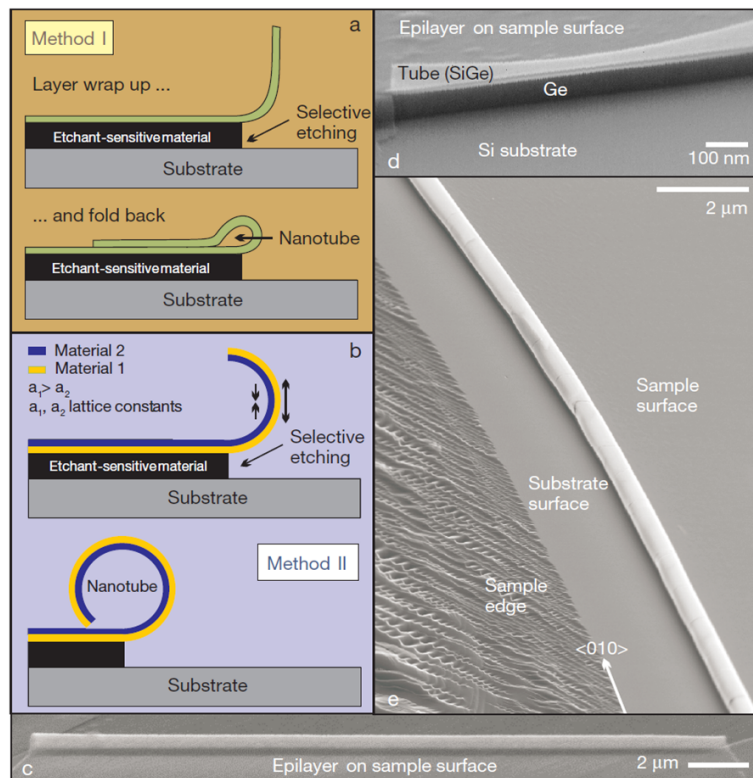 a
Method I
Layer wrap up ...
Selective
etching
Etchant-sensitive material
Substrate
... and fold back
Nanotube
Etchant-sensitive material
Substrate
b
Material 2
Material 1
a₁> a₂
a₁, a₂ lattice constants
Selective
etching
Etchant-sensitive material
Substrate
Method II
Nanotube
Substrate
Epilayer on sample surface
Tube (SiGe)
Ge
Si substrate
d
100 nm
2 µm
Sample
surface
Substrate
surface
Sample
edge
<010>
e
c
Epilayer on sample surface
2 µm